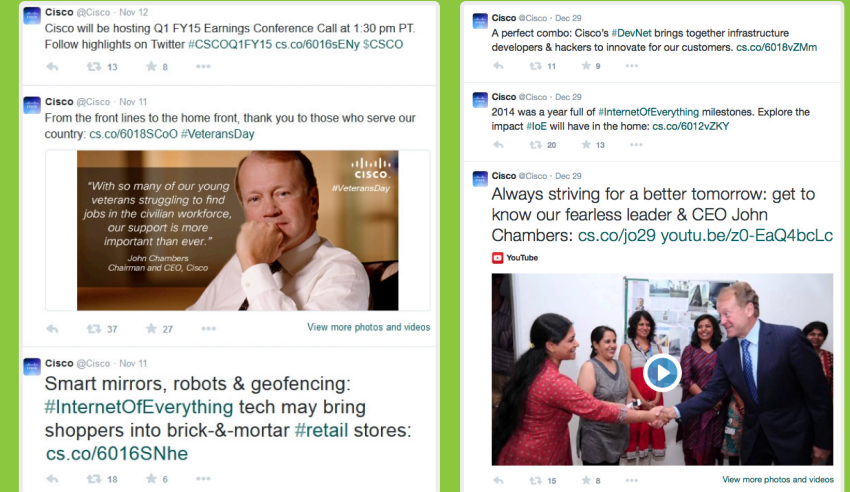 Cisco @Cisco · Nov 12
Cisco will be hosting Q1 FY15 Earnings Conference Call at 1:30 pm PT.
Follow highlights on Twitter #CSCOQ1FY15 cs.co/6016sENy $CSCO
13 8
Cisco @Cisco · Nov 11
From the front lines to the home front, thank you to those who serve our
country: cs.co/6018SCoO #VeteransDay
"With so many of our young
veterans struggling to find
jobs in the civilian workforce,
our support is more
important than ever."
John Chambers
Chairman and CEO, Cisco
CISCO
#VeteransDay
37 27
View more photos and videos
Cisco @Cisco · Nov 11
Smart mirrors, robots & geofencing:
#InternetOfEverything tech may bring
shoppers into brick-&-mortar #retail stores:
cs.co/6016SNhe
18 6
Cisco @Cisco · Dec 29
A perfect combo: Cisco's #DevNet brings together infrastructure
developers & hackers to innovate for our customers. cs.co/6018vZMm
11 9
Cisco @Cisco · Dec 29
2014 was a year full of #InternetOfEverything milestones. Explore the
impact #IoE will have in the home: cs.co/6012vZKY
20 13
Cisco @Cisco · Dec 29
Always striving for a better tomorrow: get to
know our fearless leader & CEO John
Chambers: cs.co/jo29 youtu.be/z0-EaQ4bcLc
YouTube
15 8
View more photos and videos